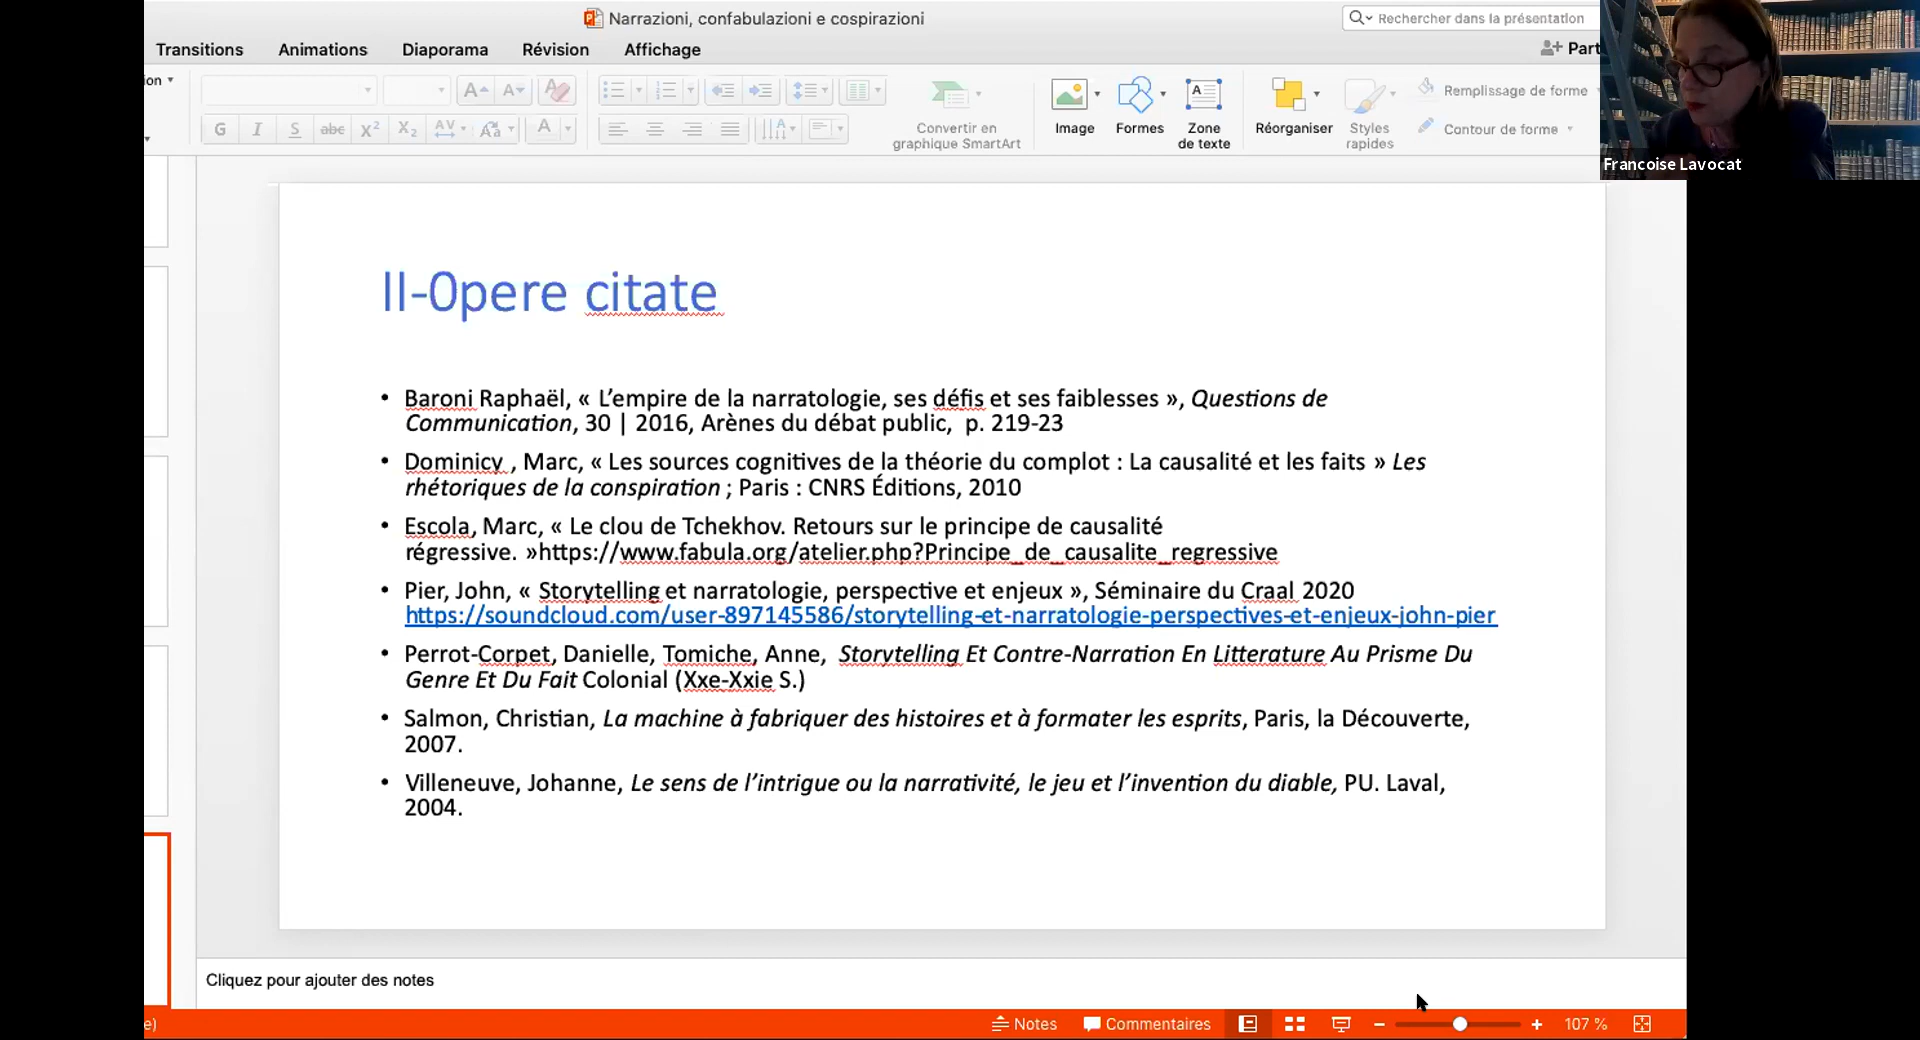 Narrazioni, confabulazioni e cospirazioni
Rechercher dans la présentation
Transitions Animations Diaporama Révision Affichage
Part
ion
G I S abc X² X₂ AV Aa A
Convertir en
graphique SmartArt
Image
Formes
Zone
de texte
Réorganiser
Styles
rapides
Remplissage de forme
Contour de forme
Francoise Lavocat
II-Opere citate
• Baroni Raphaël, « L’empire de la narratologie, ses défis et ses faiblesses », Questions de
Communication, 30 | 2016, Arènes du débat public, p. 219-23
• Dominicy , Marc, « Les sources cognitives de la théorie du complot : La causalité et les faits » Les
rhétoriques de la conspiration ; Paris : CNRS Éditions, 2010
• Escola, Marc, « Le clou de Tchekhov. Retours sur le principe de causalité
régressive. »https://www.fabula.org/atelier.php?Principe_de_causalite_regressive
• Pier, John, « Storytelling et narratologie, perspective et enjeux », Séminaire du Craal 2020
https://soundcloud.com/user-897145586/storytelling-et-narratologie-perspectives-et-enjeux-john-pier
• Perrot-Corpet, Danielle, Tomiche, Anne, Storytelling Et Contre-Narration En Litterature Au Prisme Du
Genre Et Du Fait Colonial (Xxe-Xxie S.)
• Salmon, Christian, La machine à fabriquer des histoires et à formater les esprits, Paris, la Découverte,
2007.
• Villeneuve, Johanne, Le sens de l’intrigue ou la narrativité, le jeu et l’invention du diable, PU. Laval,
2004.
Cliquez pour ajouter des notes
e) Notes Commentaires 107 %